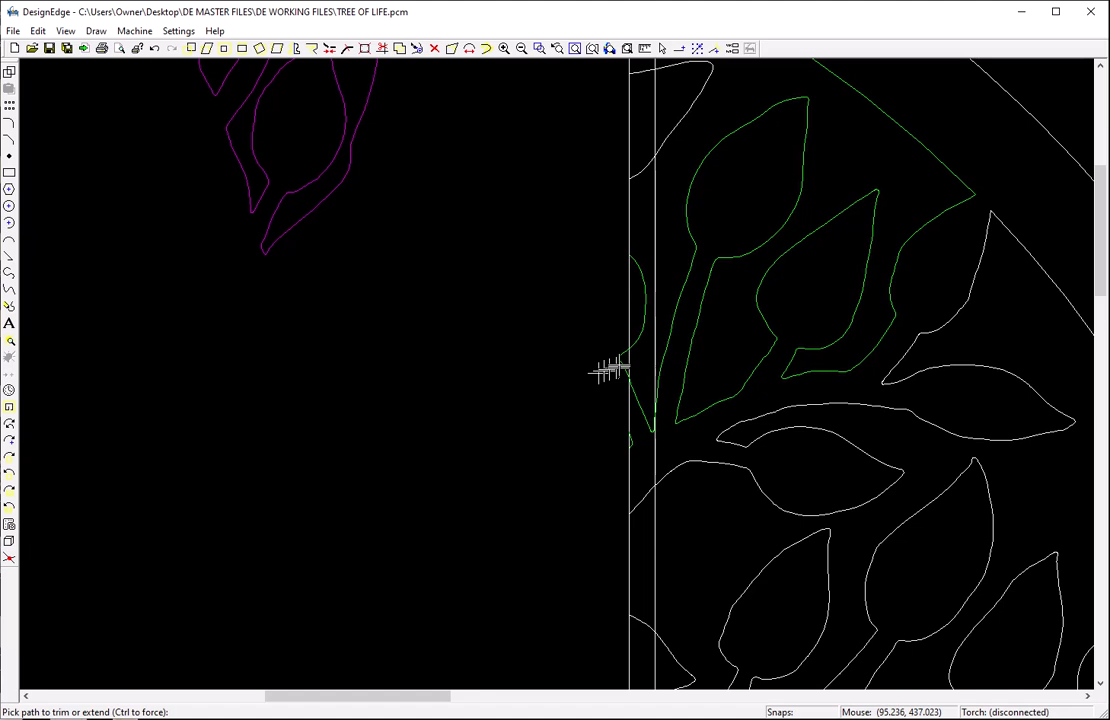 DesignEdge - C:\Users\Owner\Desktop\DE MASTER FILES\DE WORKING FILES\TREE OF LIFE.pcm
File Edit View Draw Machine Settings Help
A
Pick path to trim or extend (Ctrl to force): Snaps: Mouse: (95.236, 437.023) Torch: (disconnected)